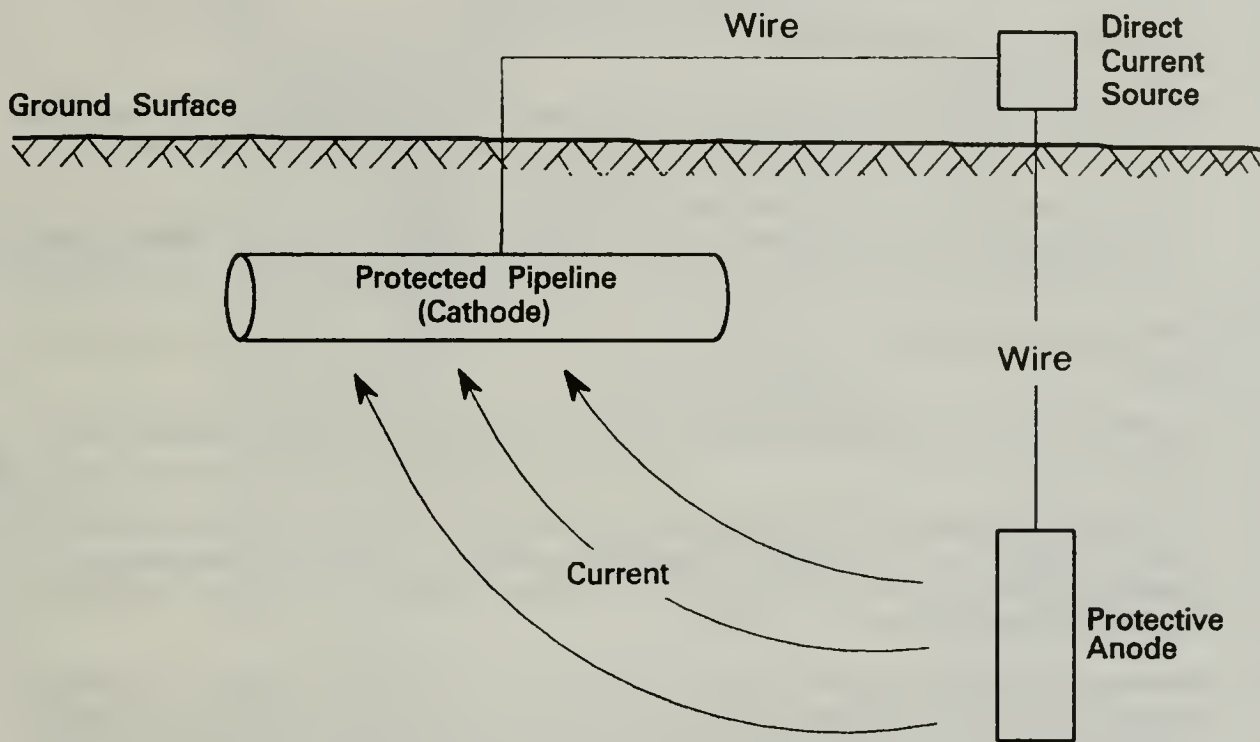 Wire
Direct
Current
Source
Ground Surface
Protected Pipeline
(Cathode)
Wire
Current
Protective
Anode